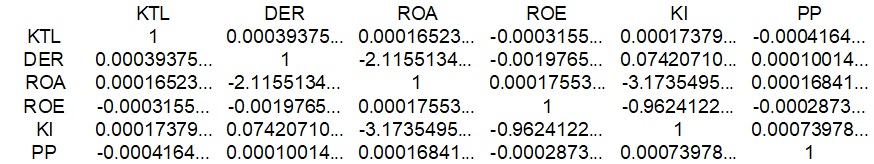 KTL DER ROA ROE KI PP
KTL 1 0.00039375... 0.00016523... -0.0003155... 0.00017379... -0.0004164...
DER 0.00039375... 1 -2.1155134... -0.0019765... 0.07420710... 0.00010014...
ROA 0.00016523... -2.1155134... 1 0.00017553... -3.1735495... 0.00016841...
ROE -0.0003155... -0.0019765... 0.00017553... 1 -0.9624122... -0.0002873...
KI 0.00017379... 0.07420710... -3.1735495... -0.9624122... 1 0.00073978...
PP -0.0004164... 0.00010014... 0.00016841... -0.0002873... 0.00073978... 1